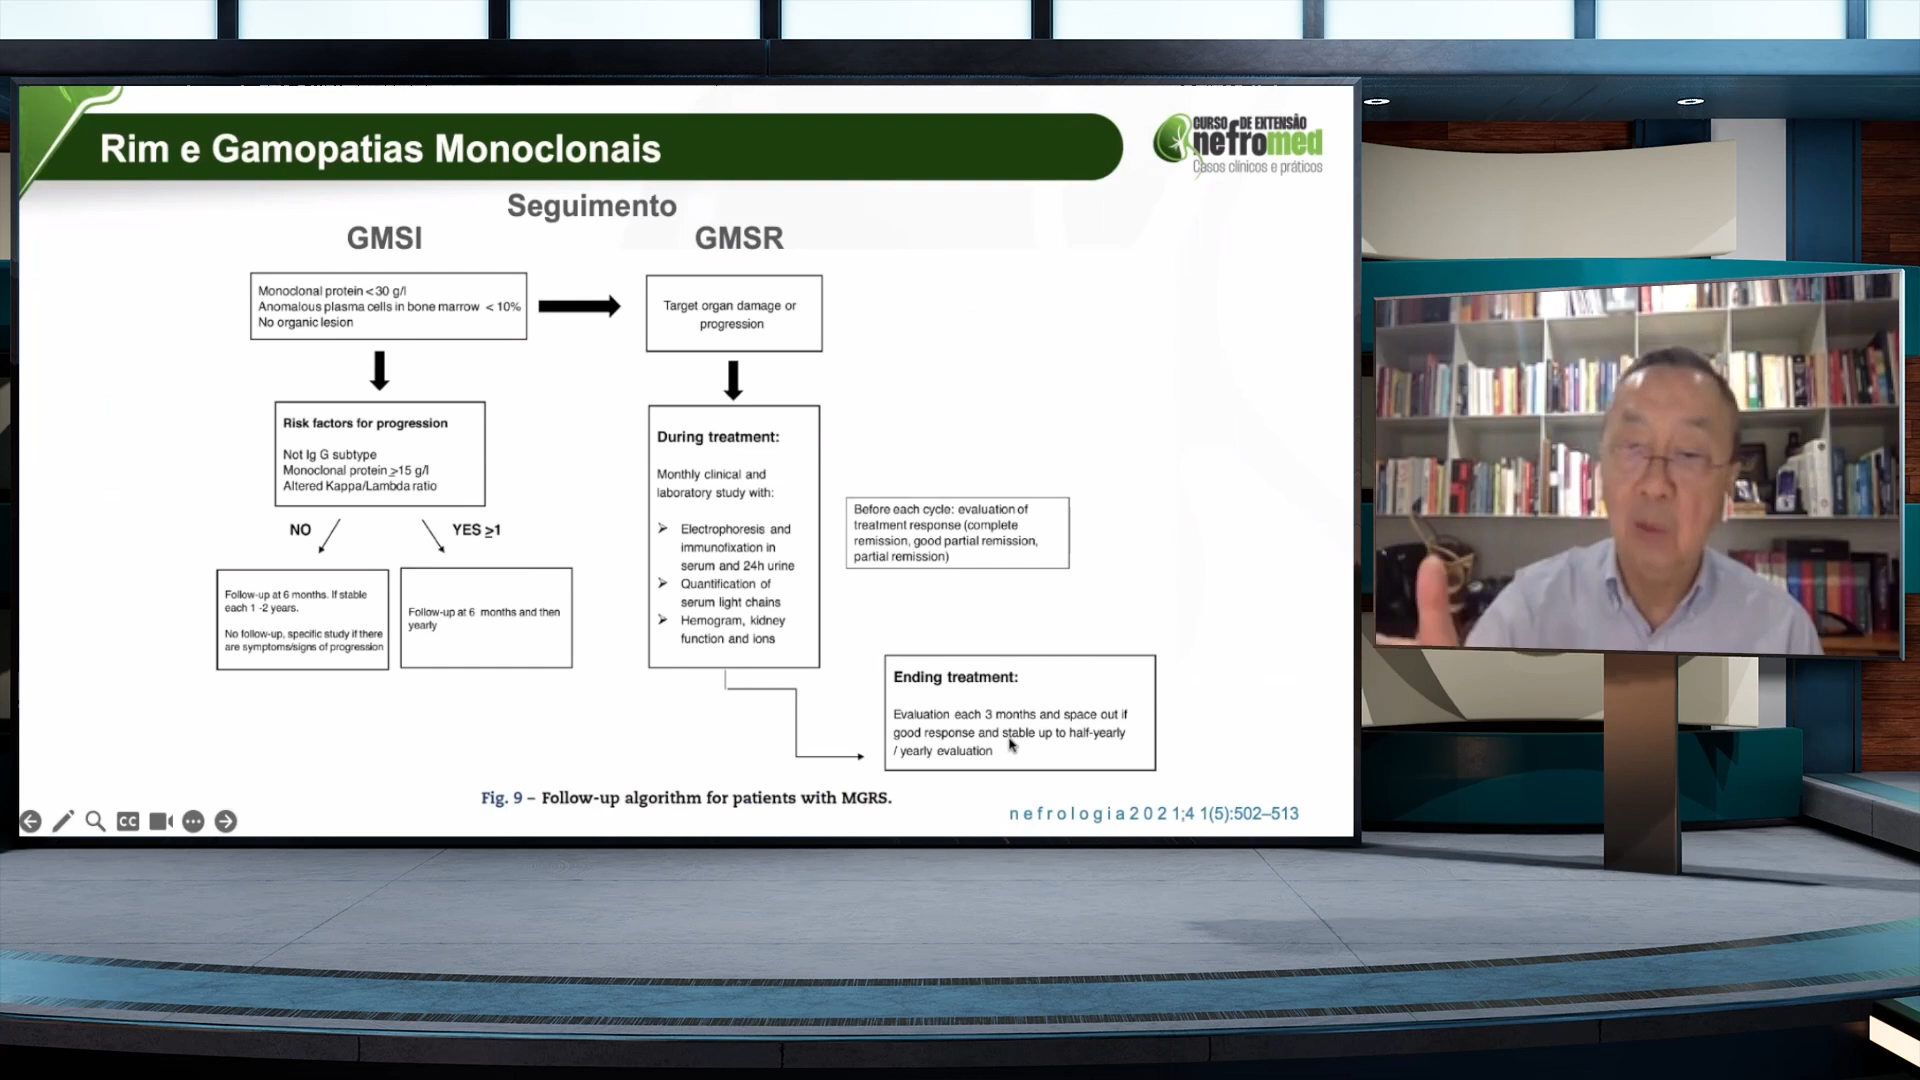 Rim e Gamopatias Monoclonais
CURSO DE EXTENSÃO
nefromed
Casos clínicos e práticos
Seguimento
GMSI
GMSR
Monoclonal protein <30 g/l
Anomalous plasma cells in bone marrow < 10%
No organic lesion
Target organ damage or
progression
Risk factors for progression
Not Ig G subtype
Monoclonal protein ≥15 g/l
Altered Kappa/Lambda ratio
NO
YES ≥1
Follow-up at 6 months. If stable
each 1 -2 years.
No follow-up, specific study if there
are symptoms/signs of progression
Follow-up at 6 months and then
yearly
During treatment:
Monthly clinical and
laboratory study with:
Electrophoresis and
immunofixation in
serum and 24h urine
Quantification of
serum light chains
Hemogram, kidney
function and ions
Before each cycle: evaluation of
treatment response (complete
remission, good partial remission,
partial remission)
Ending treatment:
Evaluation each 3 months and space out if
good response and stable up to half-yearly
/ yearly evaluation
Fig. 9 – Follow-up algorithm for patients with MGRS.
nefrologia2021;41(5):502–513
CC